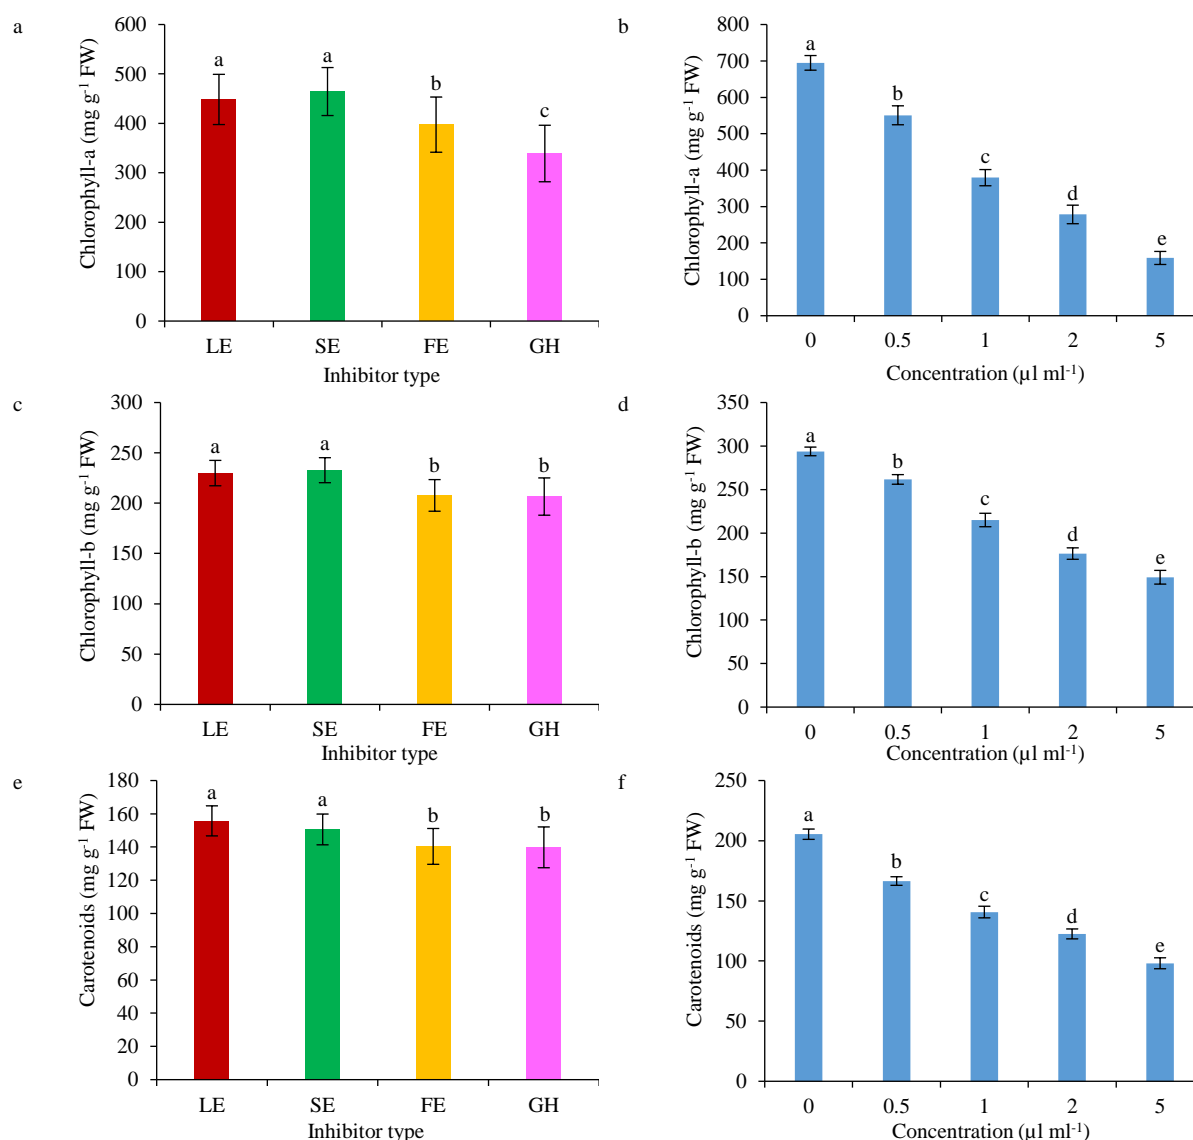 a
Chlorophyll-a (mg g⁻¹ FW)
600
500
400
300
200
100
0
a
a
b
c
LE SE FE GH
Inhibitor type
b
Chlorophyll-a (mg g⁻¹ FW)
800
700
600
500
400
300
200
100
0
a
b
c
d
e
0 0.5 1 2 5
Concentration (µl ml⁻¹)
c
Chlorophyll-b (mg g⁻¹ FW)
300
250
200
150
100
50
0
a
a
b
b
LE SE FE GH
Inhibitor type
d
Chlorophyll-b (mg g⁻¹ FW)
350
300
250
200
150
100
50
0
a
b
c
d
e
0 0.5 1 2 5
Concentration (µl ml⁻¹)
e
Carotenoids (mg g⁻¹ FW)
180
160
140
120
100
80
60
40
20
0
a
a
b
b
LE SE FE GH
Inhibitor type
f
Carotenoids (mg g⁻¹ FW)
250
200
150
100
50
0
a
b
c
d
e
0 0.5 1 2 5
Concentration (µl ml⁻¹)